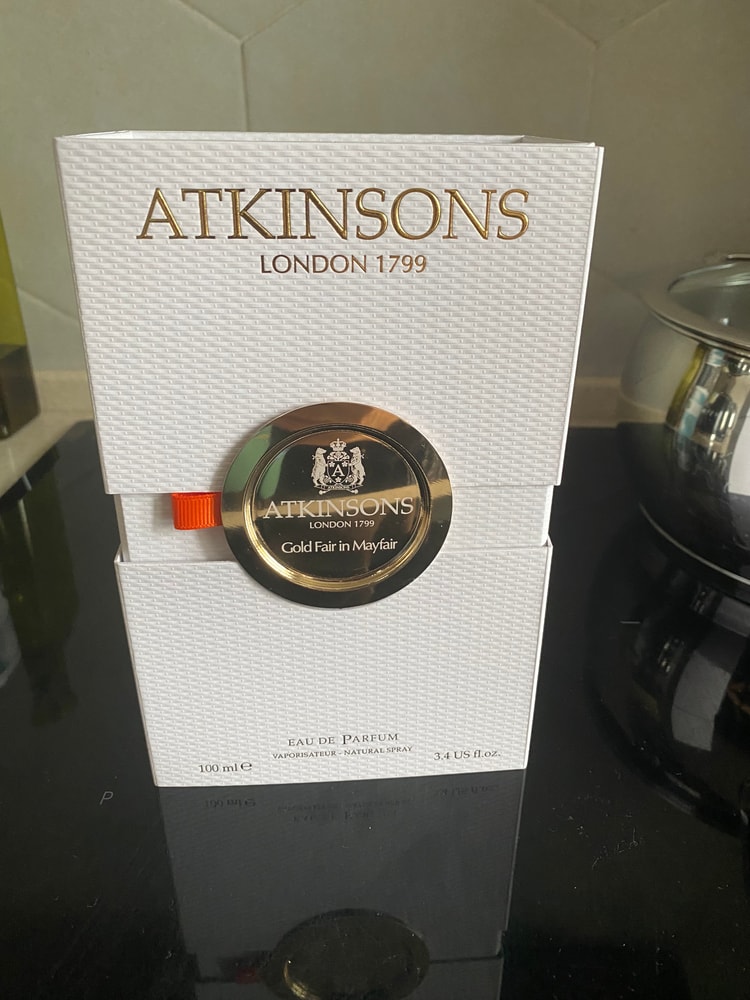 ATKINSONS
LONDON 1799
A
ATKINSONS
ATKINSONS
LONDON 1799
Gold Fair in Mayfair
EAU DE PARFUM
VAPORISATEUR - NATURAL SPRAY
100 ml ℮
3,4 US fl.oz.
P